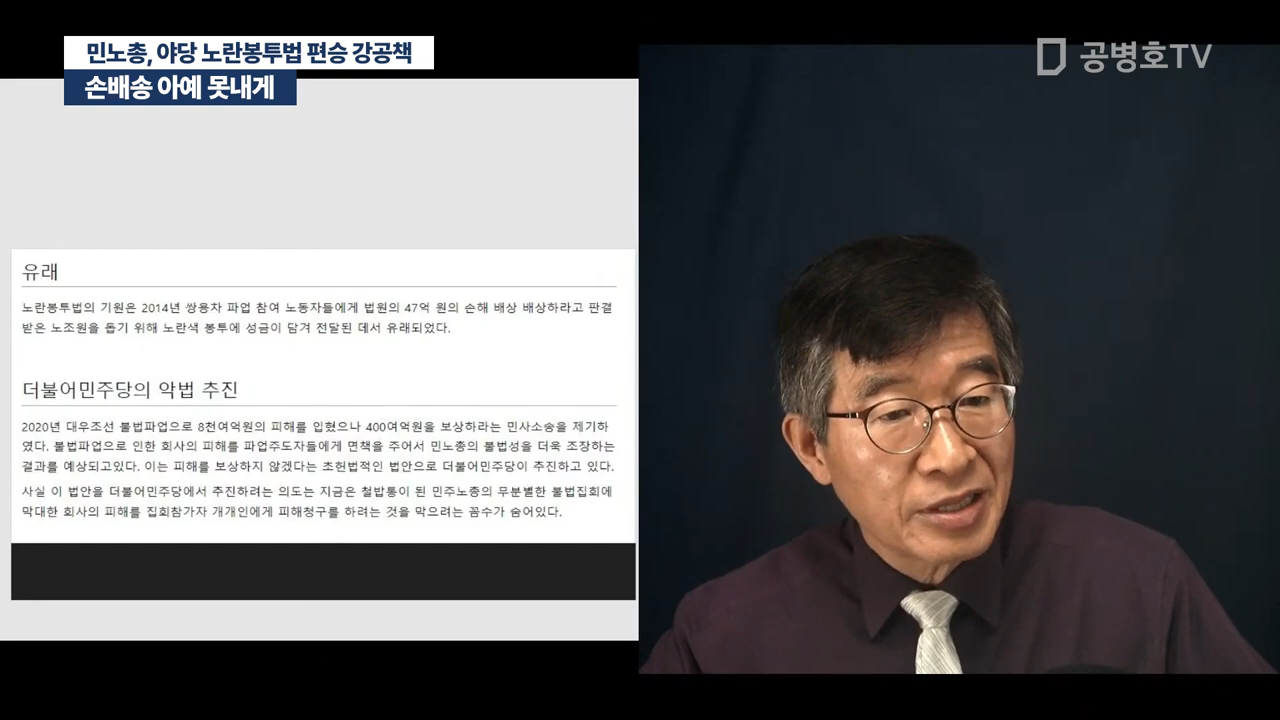 민노총, 야당 노란봉투법 편승 강공책
손배송 아예 못내게
공병호TV
유래
노란봉투법의 기원은 2014년 쌍용차 파업 참여 노동자들에게 법원의 47억 원의 손해 배상 배상하라고 판결
받은 노조원을 돕기 위해 노란색 봉투에 성금이 담겨 전달된 데서 유래되었다.
더불어민주당의 악법 추진
2020년 대우조선 불법파업으로 8천여억원의 피해를 입혔으나 400여억원을 보상하라는 민사소송을 제기하
였다. 불법파업으로 인한 회사의 피해를 파업주도자들에게 면책을 주어서 민노총의 불법성을 더욱 조장하는
결과를 예상되고있다. 이는 피해를 보상하지 않겠다는 초헌법적인 법안으로 더불어민주당이 추진하고 있다.
사실 이 법안을 더불어민주당에서 추진하려는 의도는 지금은 철밥통이 된 민주노총의 무분별한 불법집회에
막대한 회사의 피해를 집회참가자 개개인에게 피해청구를 하려는 것을 막으려는 꼼수가 숨어있다.